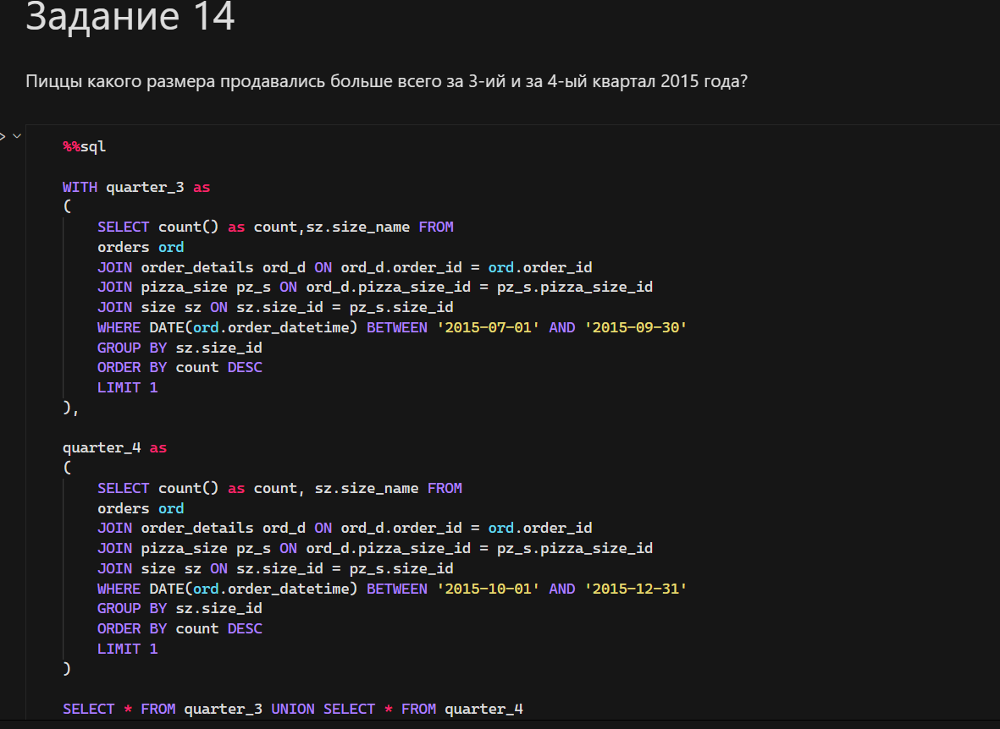 Задание 14
Пиццы какого размера продавались больше всего за 3-ий и за 4-ый квартал 2015 года?
%%sql
WITH quarter_3 as
(
SELECT count() as count,sz.size_name FROM
orders ord
JOIN order_details ord_d ON ord_d.order_id = ord.order_id
JOIN pizza_size pz_s ON ord_d.pizza_size_id = pz_s.pizza_size_id
JOIN size sz ON sz.size_id = pz_s.size_id
WHERE DATE(ord.order_datetime) BETWEEN '2015-07-01' AND '2015-09-30'
GROUP BY sz.size_id
ORDER BY count DESC
LIMIT 1
),
quarter_4 as
(
SELECT count() as count, sz.size_name FROM
orders ord
JOIN order_details ord_d ON ord_d.order_id = ord.order_id
JOIN pizza_size pz_s ON ord_d.pizza_size_id = pz_s.pizza_size_id
JOIN size sz ON sz.size_id = pz_s.size_id
WHERE DATE(ord.order_datetime) BETWEEN '2015-10-01' AND '2015-12-31'
GROUP BY sz.size_id
ORDER BY count DESC
LIMIT 1
)
SELECT * FROM quarter_3 UNION SELECT * FROM quarter_4